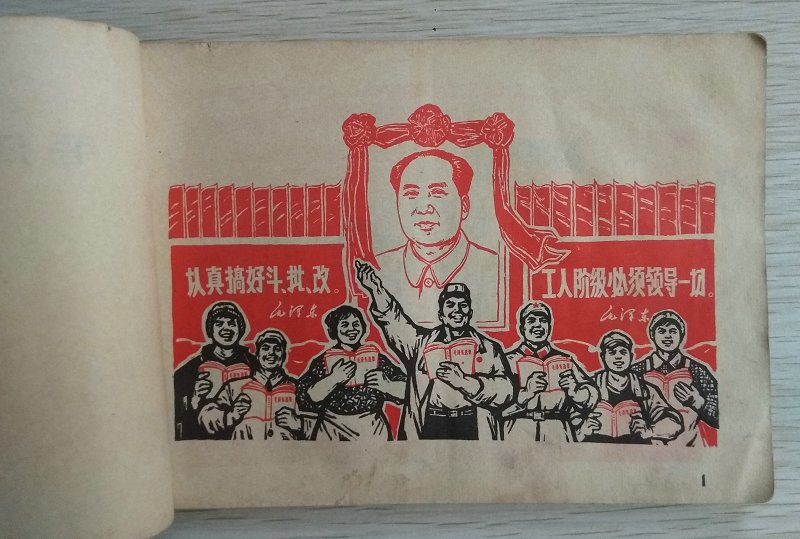 认真搞好斗、批、改。
毛泽东
工人阶级必须领导一切。
毛泽东
1